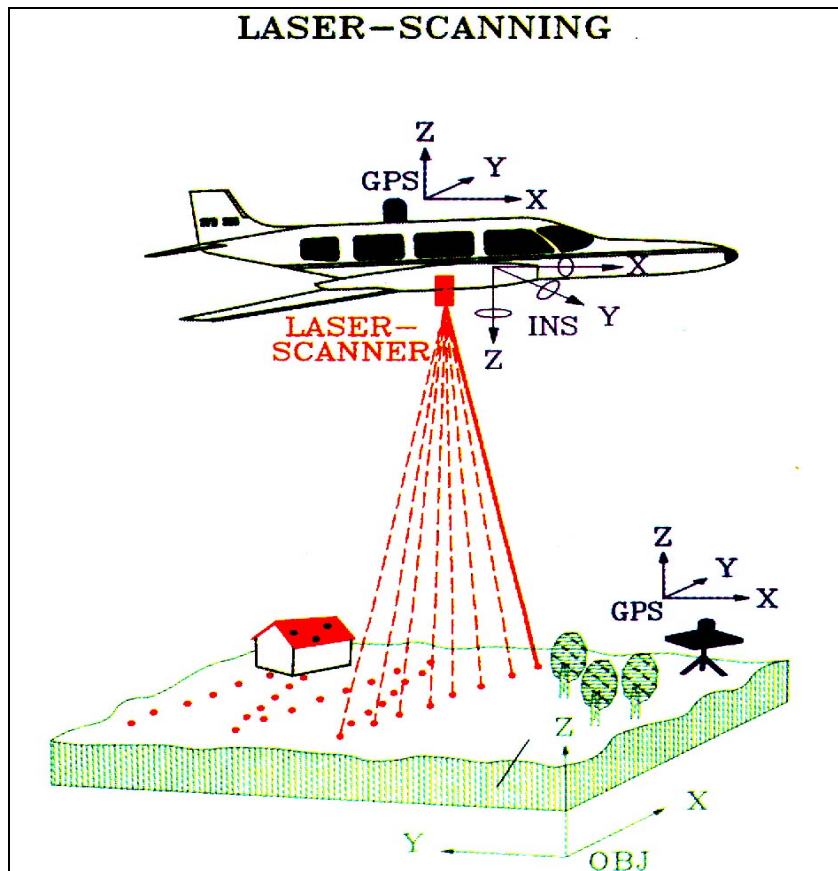 LASER-SCANNING
Z
Y
GPS
X
X
Y
INS
Z
LASER-
SCANNER
Z
Y
X
GPS
Z
X
Y
OBJ